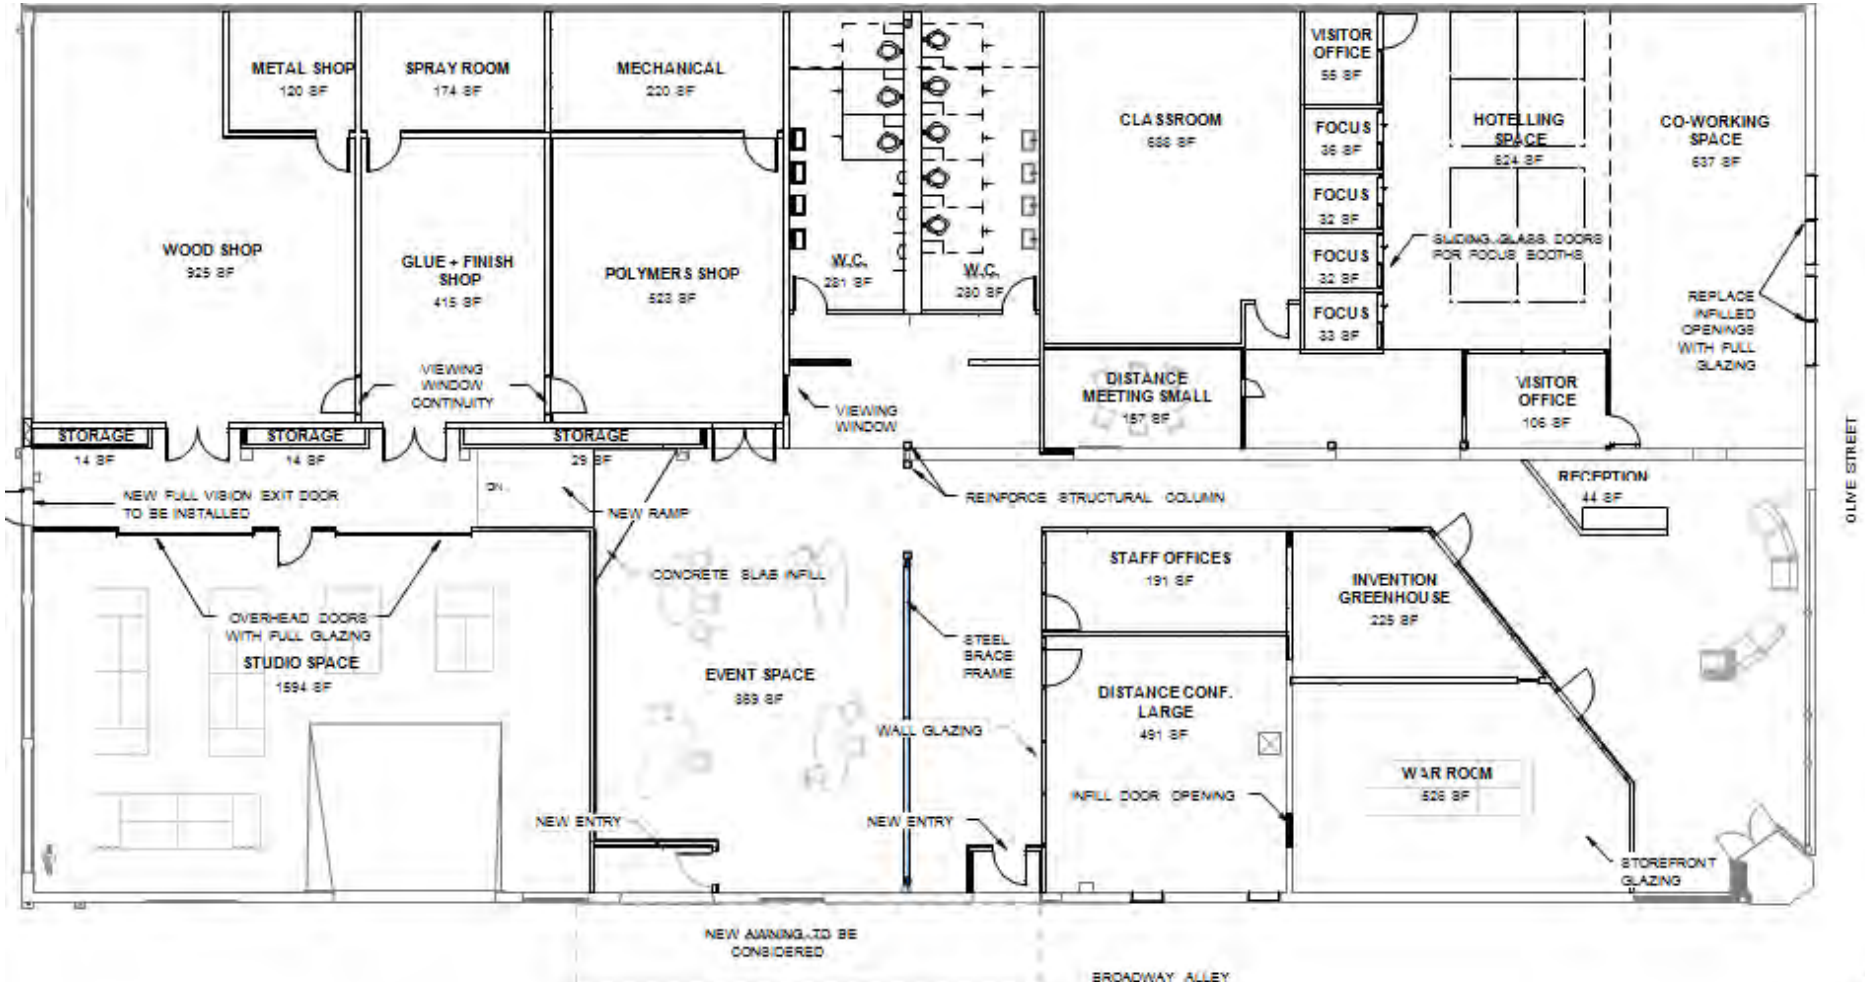 METAL SHOP
120 SF
SPRAY ROOM
174 SF
MECHANICAL
220 SF
VISITOR
OFFICE
55 SF
CLASSROOM
688 SF
FOCUS
36 SF
HOTELLING
SPACE
624 SF
CO-WORKING
SPACE
637 SF
FOCUS
32 SF
WOOD SHOP
925 SF
GLUE + FINISH
SHOP
415 SF
POLYMERS SHOP
523 SF
W.C.
281 SF
W.C.
280 SF
FOCUS
32 SF
SLIDING GLASS DOORS
FOR FOCUS BOOTHS
FOCUS
33 SF
REPLACE
INFILLED
OPENINGS
WITH FULL
GLAZING
VIEWING
WINDOW
CONTINUITY
VIEWING
WINDOW
DISTANCE
MEETING SMALL
157 SF
VISITOR
OFFICE
106 SF
STORAGE
14 SF
STORAGE
14 SF
STORAGE
29 SF
OLIVE STREET
NEW FULL VISION EXIT DOOR
TO BE INSTALLED
DN.
NEW RAMP
REINFORCE STRUCTURAL COLUMN
RECEPTION
44 SF
CONCRETE SLAB INFILL
STAFF OFFICES
191 SF
INVENTION
GREENHOUSE
225 SF
OVERHEAD DOORS
WITH FULL GLAZING
STUDIO SPACE
1594 SF
STEEL
BRACE
FRAME
EVENT SPACE
WALL GLAZING
DISTANCE CONF.
LARGE
491 SF
WAR ROOM
526 SF
INFILL DOOR OPENING
NEW ENTRY
NEW ENTRY
STOREFRONT
GLAZING
NEW AWNING TO BE
CONSIDERED
BROADWAY ALLEY